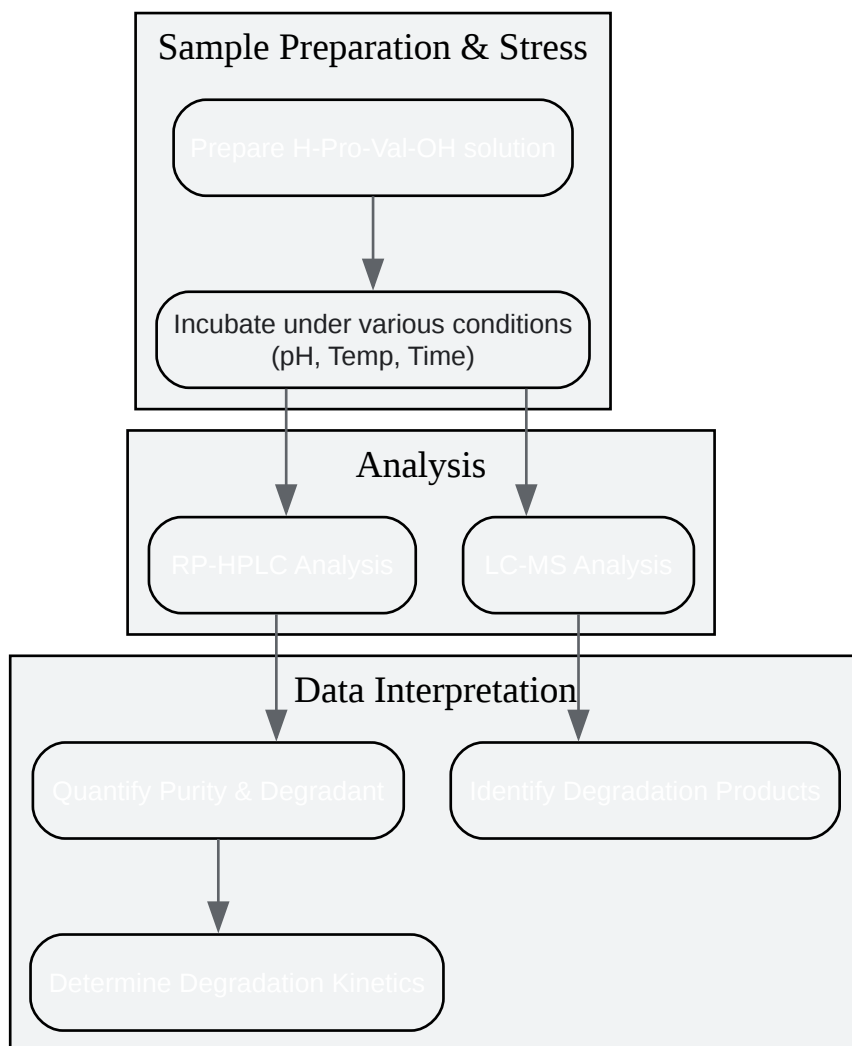 Sample Preparation & Stress
Prepare H-Pro-Val-OH solution
Incubate under various conditions
(pH, Temp, Time)
Analysis
RP-HPLC Analysis
LC-MS Analysis
Data Interpretation
Quantify Purity & Degradant
Identify Degradation Products
Determine Degradation Kinetics